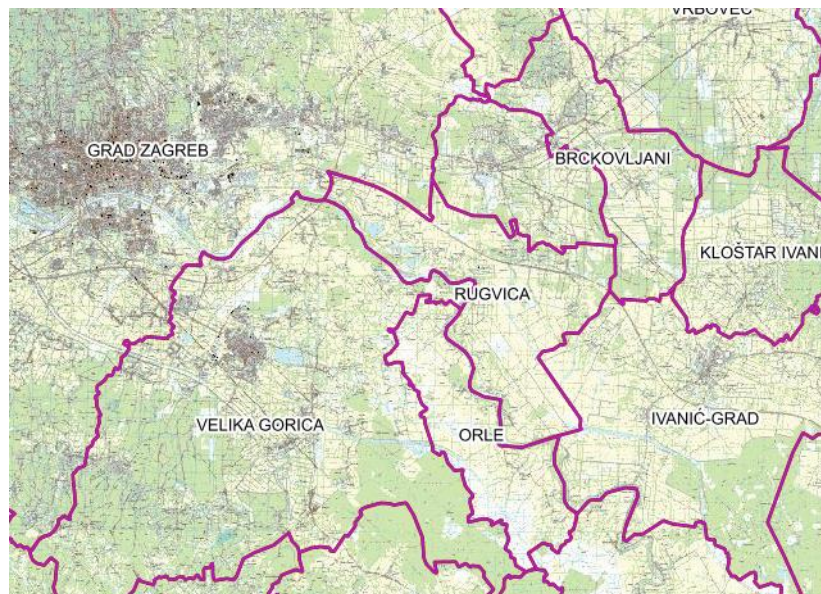 VRBOVEC
GRAD ZAGREB
BRCKOVLJANI
KLOŠTAR IVANI
RUGVICA
VELIKA GORICA
ORLE
IVANIĆ-GRAD